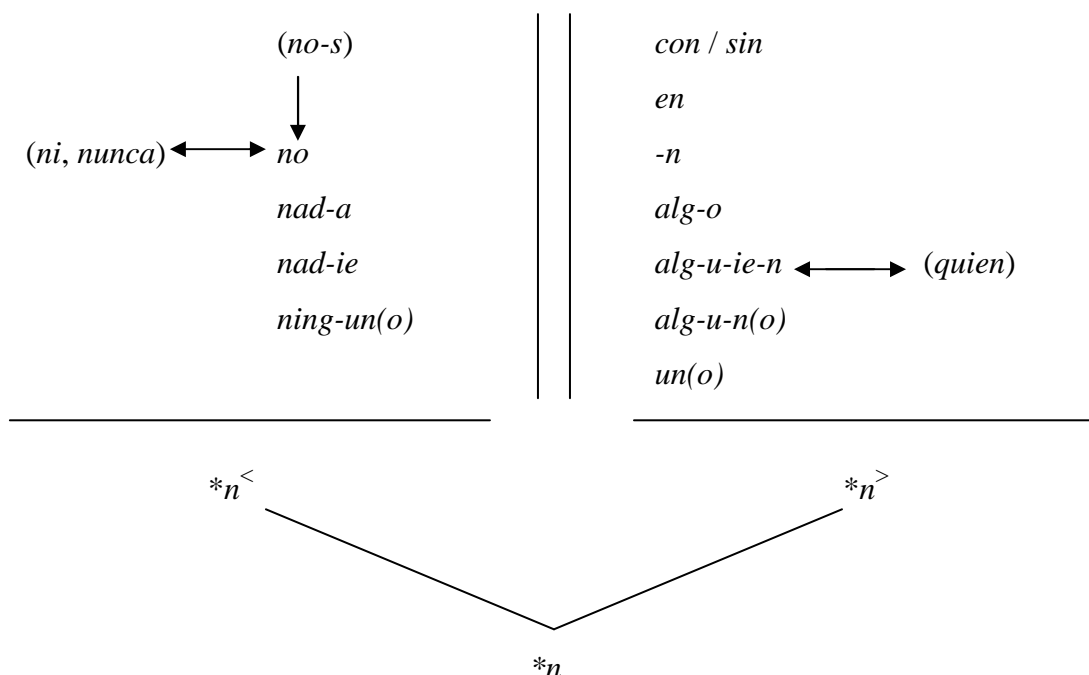 (no-s)
con / sin
en
(ni, nunca) no
-n
nad-a
alg-o
nad-ie
alg-u-ie-n (quien)
ning-un(o)
alg-u-n(o)
un(o)
*n<
*n>
*n